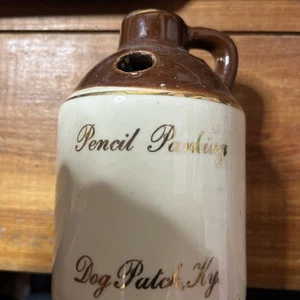 Pencil Parking
Dog Patch, Ky.